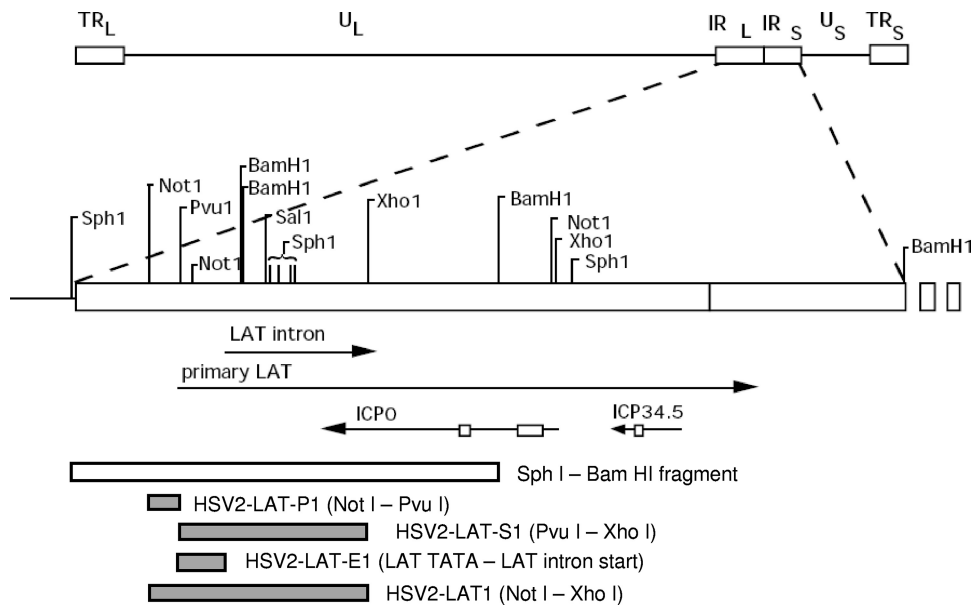 TRL UL IR L IR S US TRS
BamH1
Not1 BamH1
Pvu1 Sal1 Xho1 BamH1
Sph1 Not1
Sph1 Xho1 BamH1
Not1 Sph1
LAT intron
primary LAT
ICP0 ICP34.5
Sph I – Bam HI fragment
HSV2-LAT-P1 (Not I – Pvu I)
HSV2-LAT-S1 (Pvu I – Xho I)
HSV2-LAT-E1 (LAT TATA – LAT intron start)
HSV2-LAT1 (Not I – Xho I)